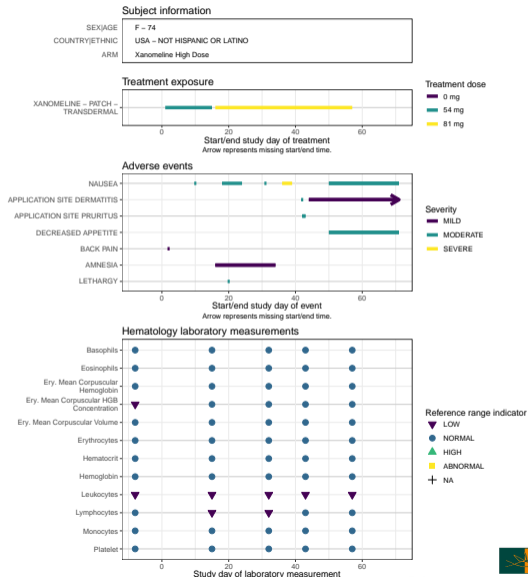 Subject information
SEX|AGE F − 74
COUNTRY|ETHNIC USA − NOT HISPANIC OR LATINO
ARM Xanomeline High Dose
Treatment exposure
XANOMELINE − PATCH −
TRANSDERMAL
0 20 40 60
Start/end study day of treatment
Arrow represents missing start/end time.
Treatment dose
0 mg
54 mg
81 mg
Adverse events
NAUSEA
APPLICATION SITE DERMATITIS
APPLICATION SITE PRURITUS
DECREASED APPETITE
BACK PAIN
AMNESIA
LETHARGY
0 20 40 60
Start/end study day of event
Arrow represents missing start/end time.
Severity
MILD
MODERATE
SEVERE
Hematology laboratory measurements
Basophils
Eosinophils
Ery. Mean Corpuscular
Hemoglobin
Ery. Mean Corpuscular HGB
Concentration
Ery. Mean Corpuscular Volume
Erythrocytes
Hematocrit
Hemoglobin
Leukocytes
Lymphocytes
Monocytes
Platelet
0 20 40 60
Study day of laboratory measurement
Reference range indicator
LOW
NORMAL
HIGH
ABNORMAL
NA